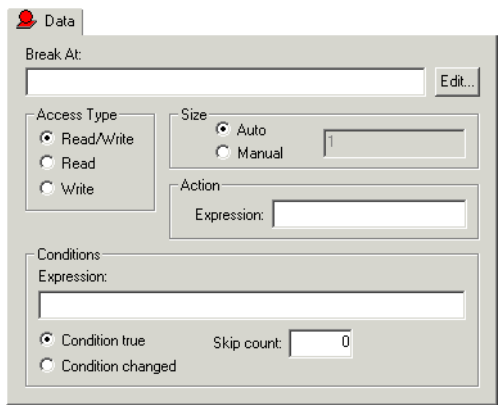 Data
Break At:
Edit...
Access Type
Read/Write
Read
Write
Size
Auto
Manual
1
Action
Expression:
Conditions
Expression:
Condition true
Condition changed
Skip count: 0